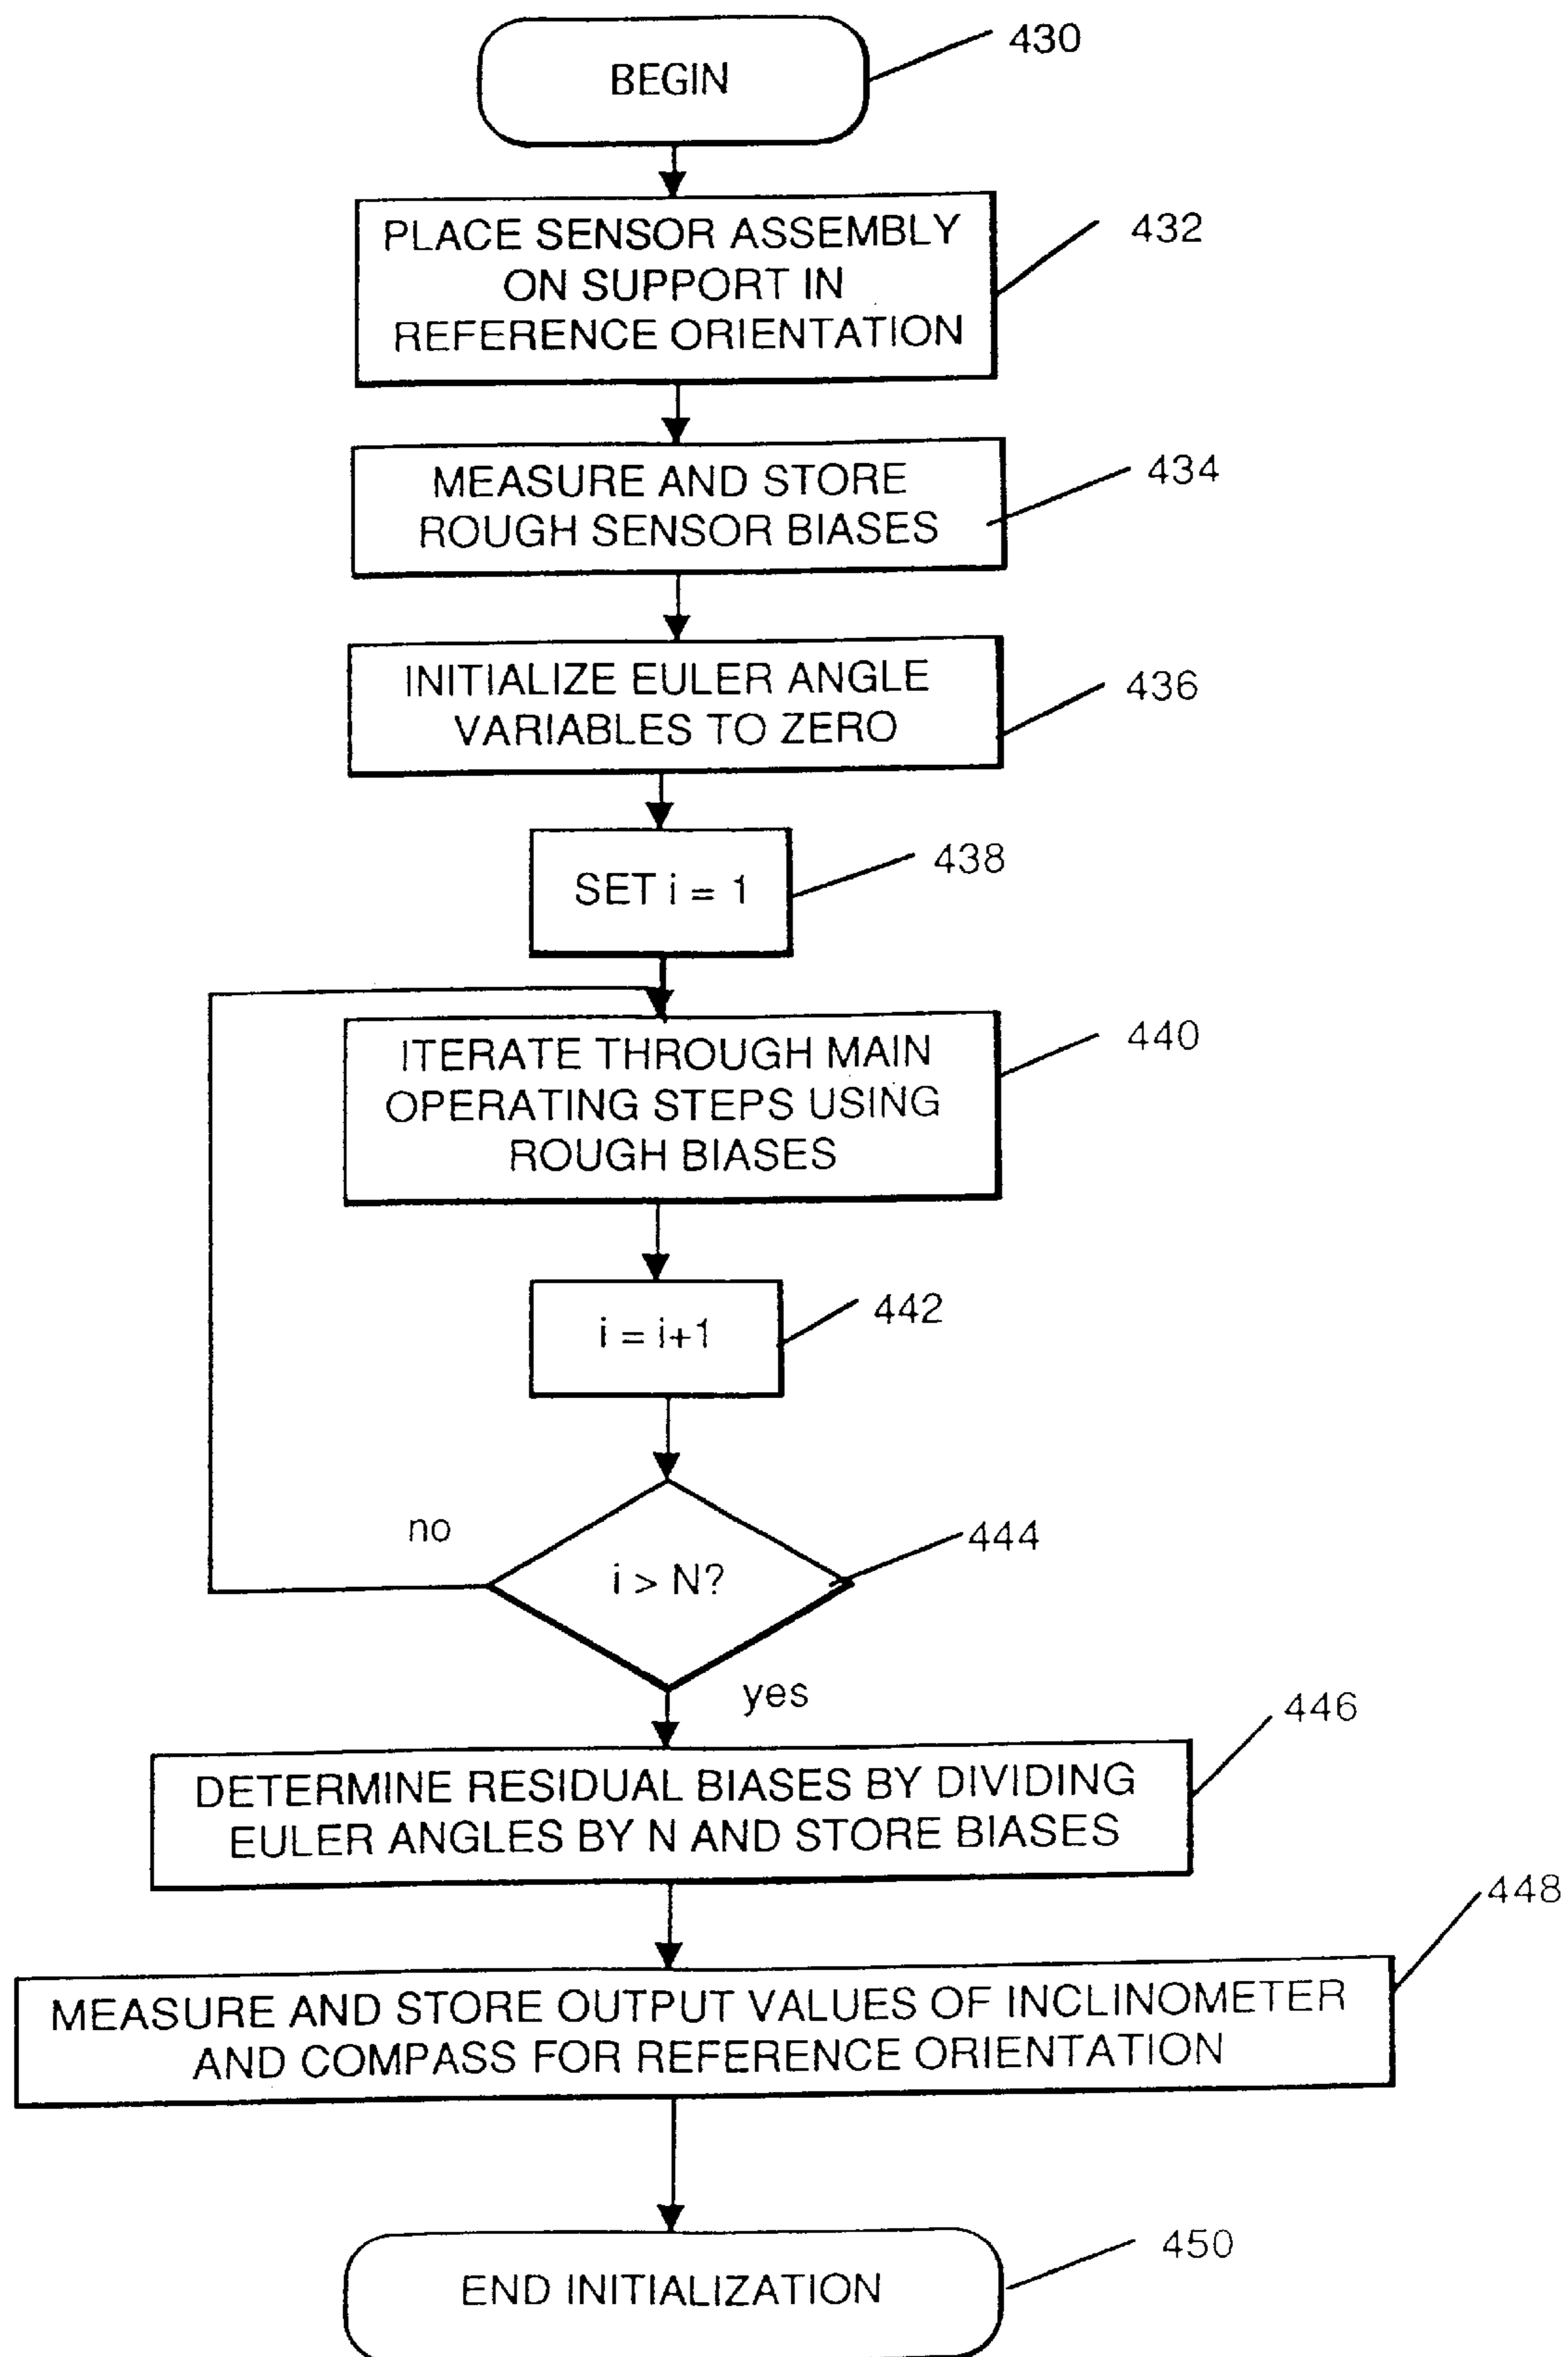 BEGIN
430
PLACE SENSOR ASSEMBLY
ON SUPPORT IN
REFERENCE ORIENTATION
432
MEASURE AND STORE
ROUGH SENSOR BIASES
434
INITIALIZE EULER ANGLE
VARIABLES TO ZERO
436
SET i = 1
438
ITERATE THROUGH MAIN
OPERATING STEPS USING
ROUGH BIASES
440
i = i+1
442
no
i > N?
444
yes
DETERMINE RESIDUAL BIASES BY DIVIDING
EULER ANGLES BY N AND STORE BIASES
446
MEASURE AND STORE OUTPUT VALUES OF INCLINOMETER
AND COMPASS FOR REFERENCE ORIENTATION
448
END INITIALIZATION
450